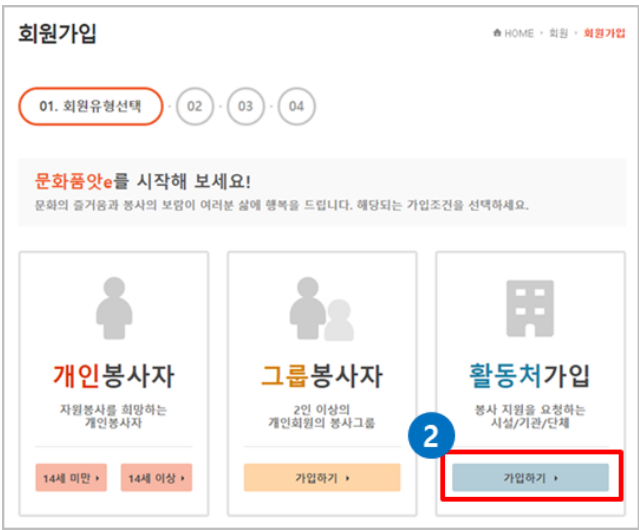 회원가입
HOME › 회원 › 회원가입
01. 회원유형선택
02
03
04
문화품앗e를 시작해 보세요!
문화의 즐거움과 봉사의 보람이 여러분 삶에 행복을 드립니다. 해당되는 가입조건을 선택하세요.
개인봉사자
자원봉사를 희망하는
개인봉사자
14세 미만 ›
14세 이상 ›
그룹봉사자
2인 이상의
개인회원의 봉사그룹
가입하기 ›
활동처가입
봉사 지원을 요청하는
시설/기관/단체
2
가입하기 ›